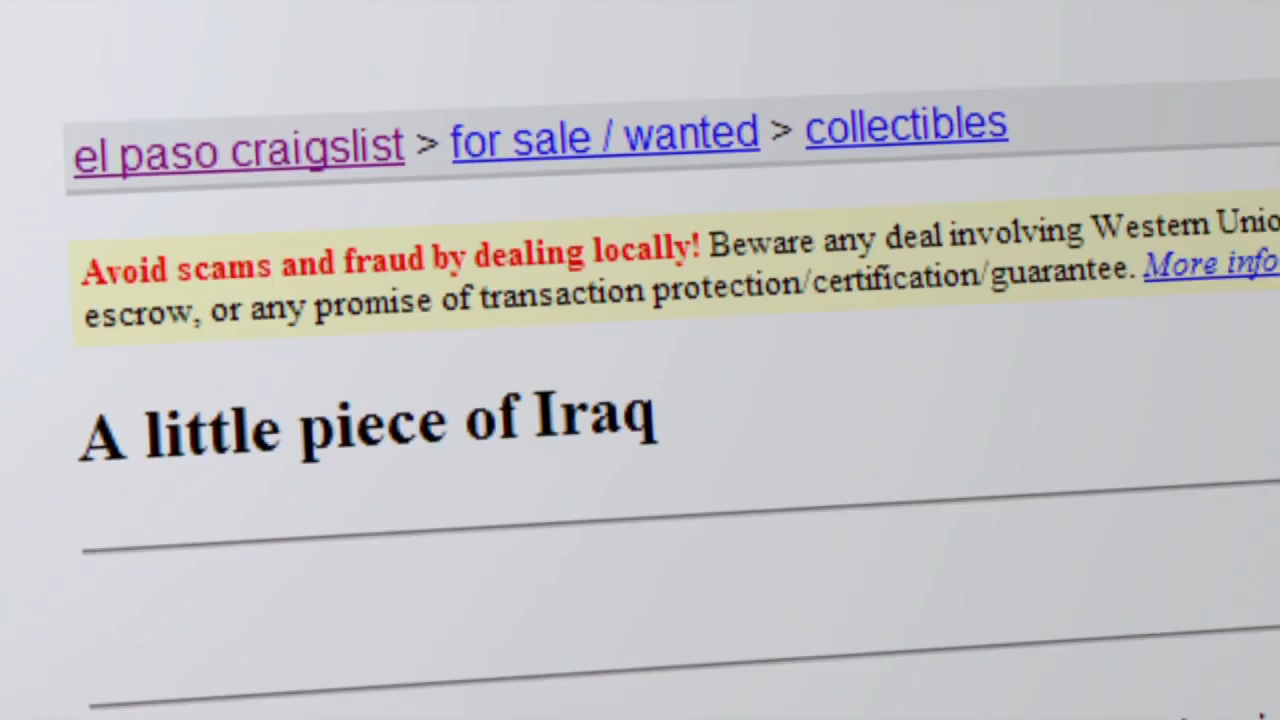 el paso craigslist > for sale / wanted > collectibles
Avoid scams and fraud by dealing locally! Beware any deal involving Western
escrow, or any promise of transaction protection/certification/guarantee. More info
A little piece of Iraq